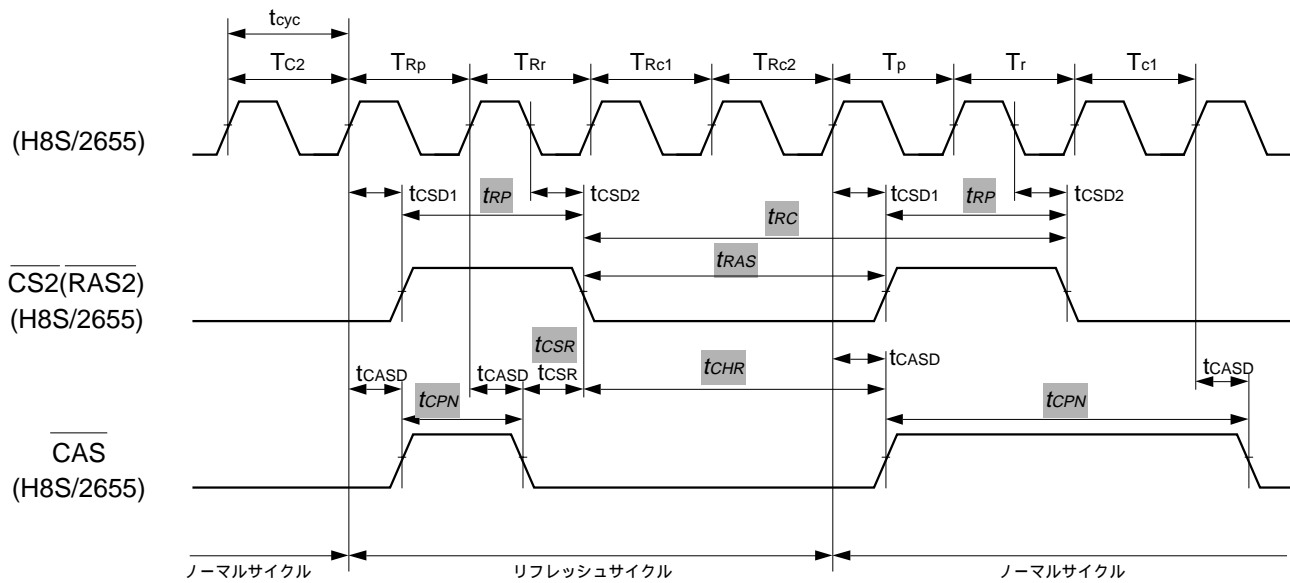 tcyc
TC2 TRp TRr TRc1 TRc2 Tp Tr Tc1
(H8S/2655)
tCSD1 tRP tCSD2 tCSD1 tRP tCSD2
tRC
tRAS
CS2(RAS2)
(H8S/2655)
tCSR
tCASD tCASD tCSR tCHR tCASD tCASD
tCPN tCPN
CAS
(H8S/2655)
ノーマルサイクル リフレッシュサイクル ノーマルサイクル